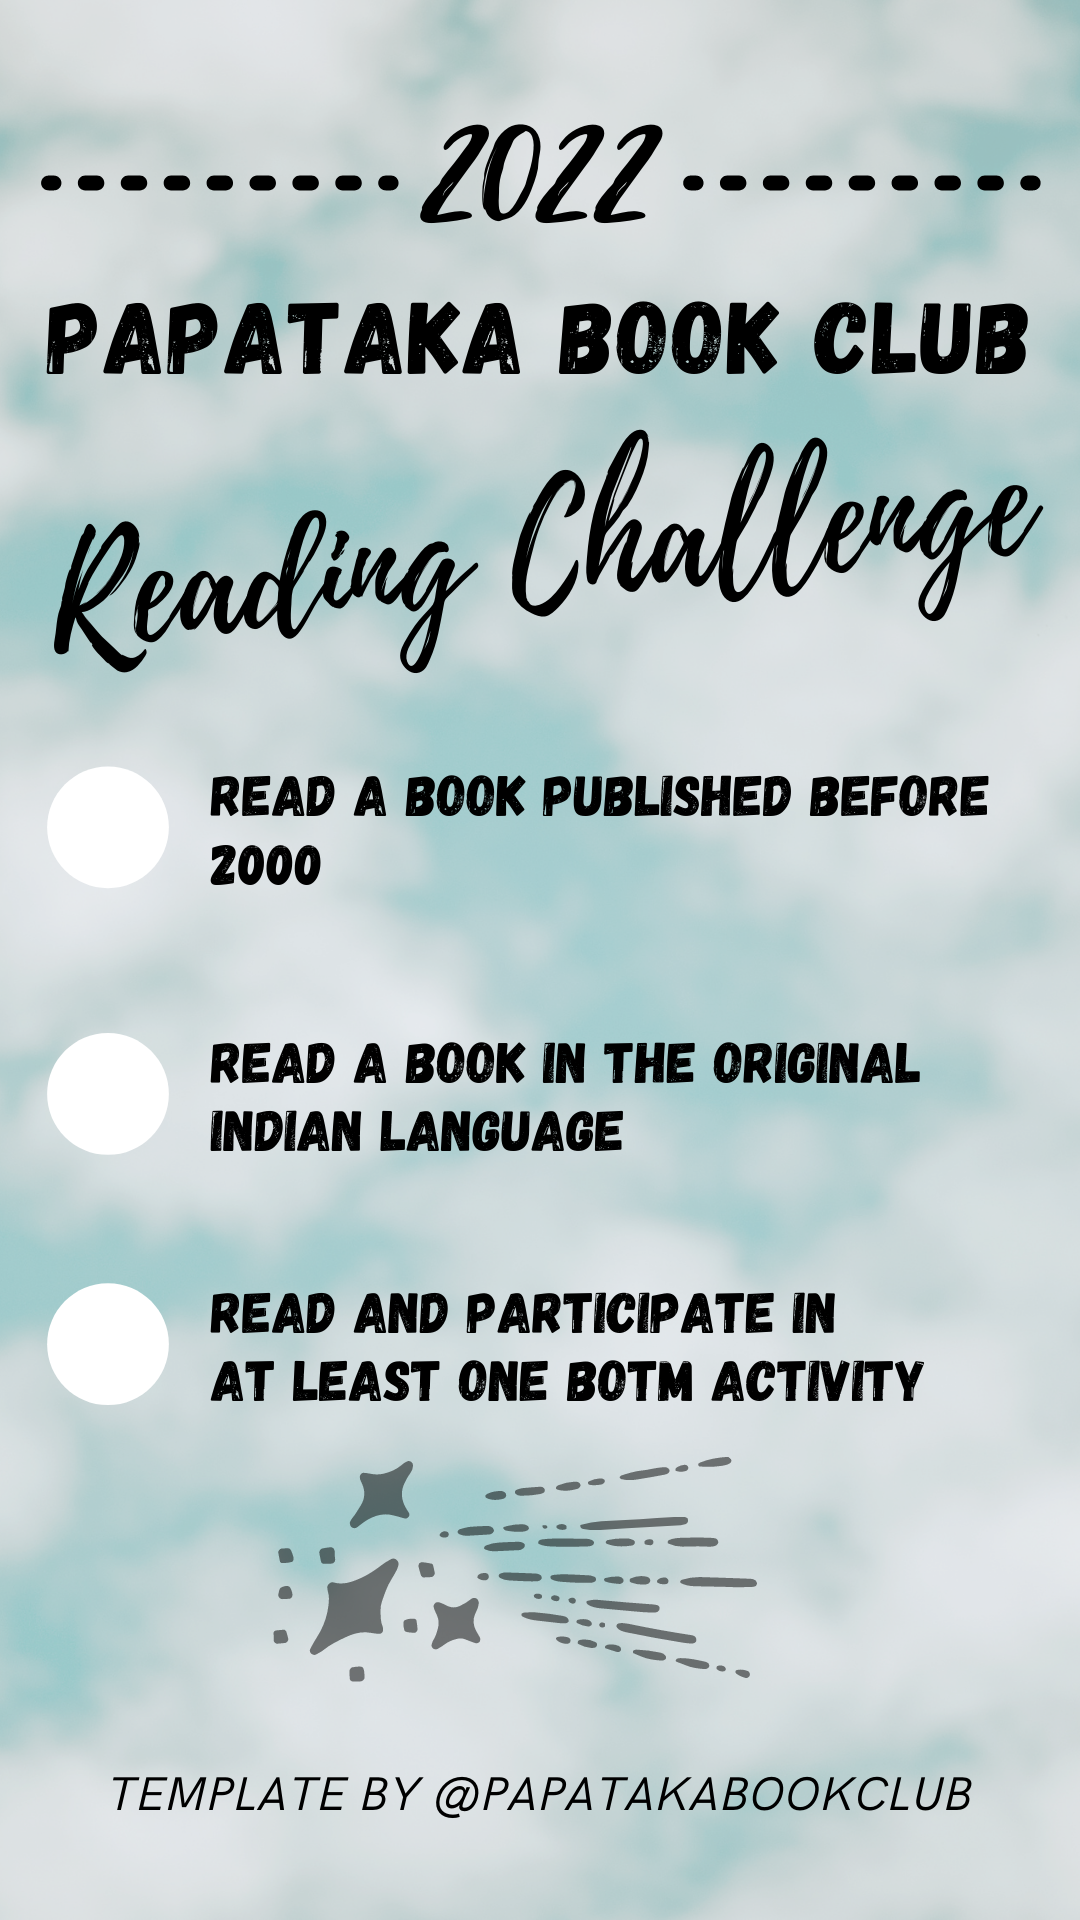 2022
PAPATAKA BOOK CLUB
Reading Challenge
READ A BOOK PUBLISHED BEFORE
2000
READ A BOOK IN THE ORIGINAL
INDIAN LANGUAGE
READ AND PARTICIPATE IN
AT LEAST ONE BOTM ACTIVITY
TEMPLATE BY @PAPATAKABOOKCLUB